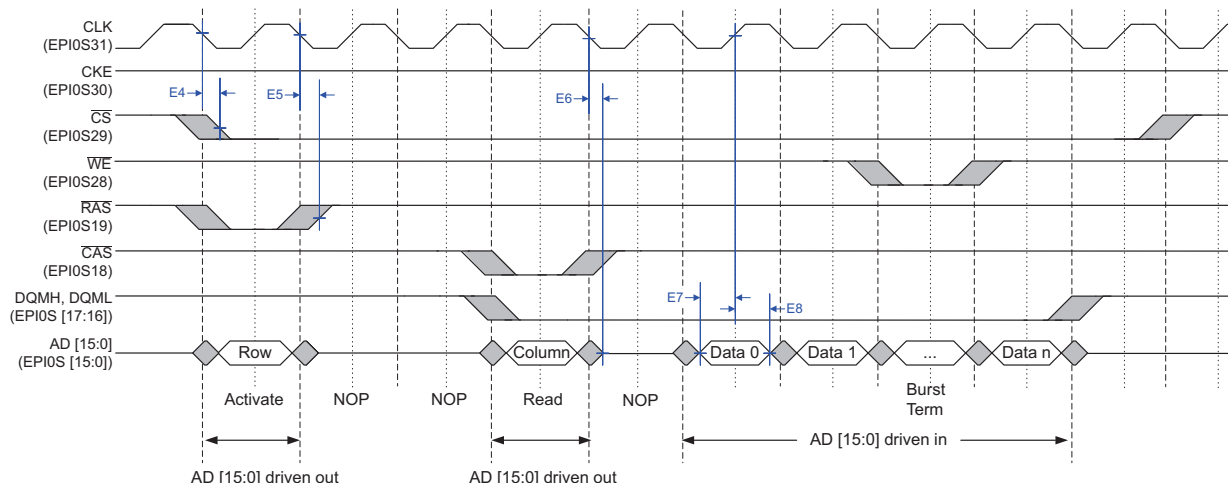 CLK
(EPI0S31)
CKE
(EPI0S30)
E4
E5
E6
CS
(EPI0S29)
WE
(EPI0S28)
RAS
(EPI0S19)
CAS
(EPI0S18)
DQMH, DQML
(EPI0S [17:16])
E7
E8
AD [15:0]
(EPI0S [15:0])
Row
Column
Data 0
Data 1
...
Data n
Activate
NOP
NOP
Read
NOP
Burst
Term
AD [15:0] driven in
AD [15:0] driven out
AD [15:0] driven out